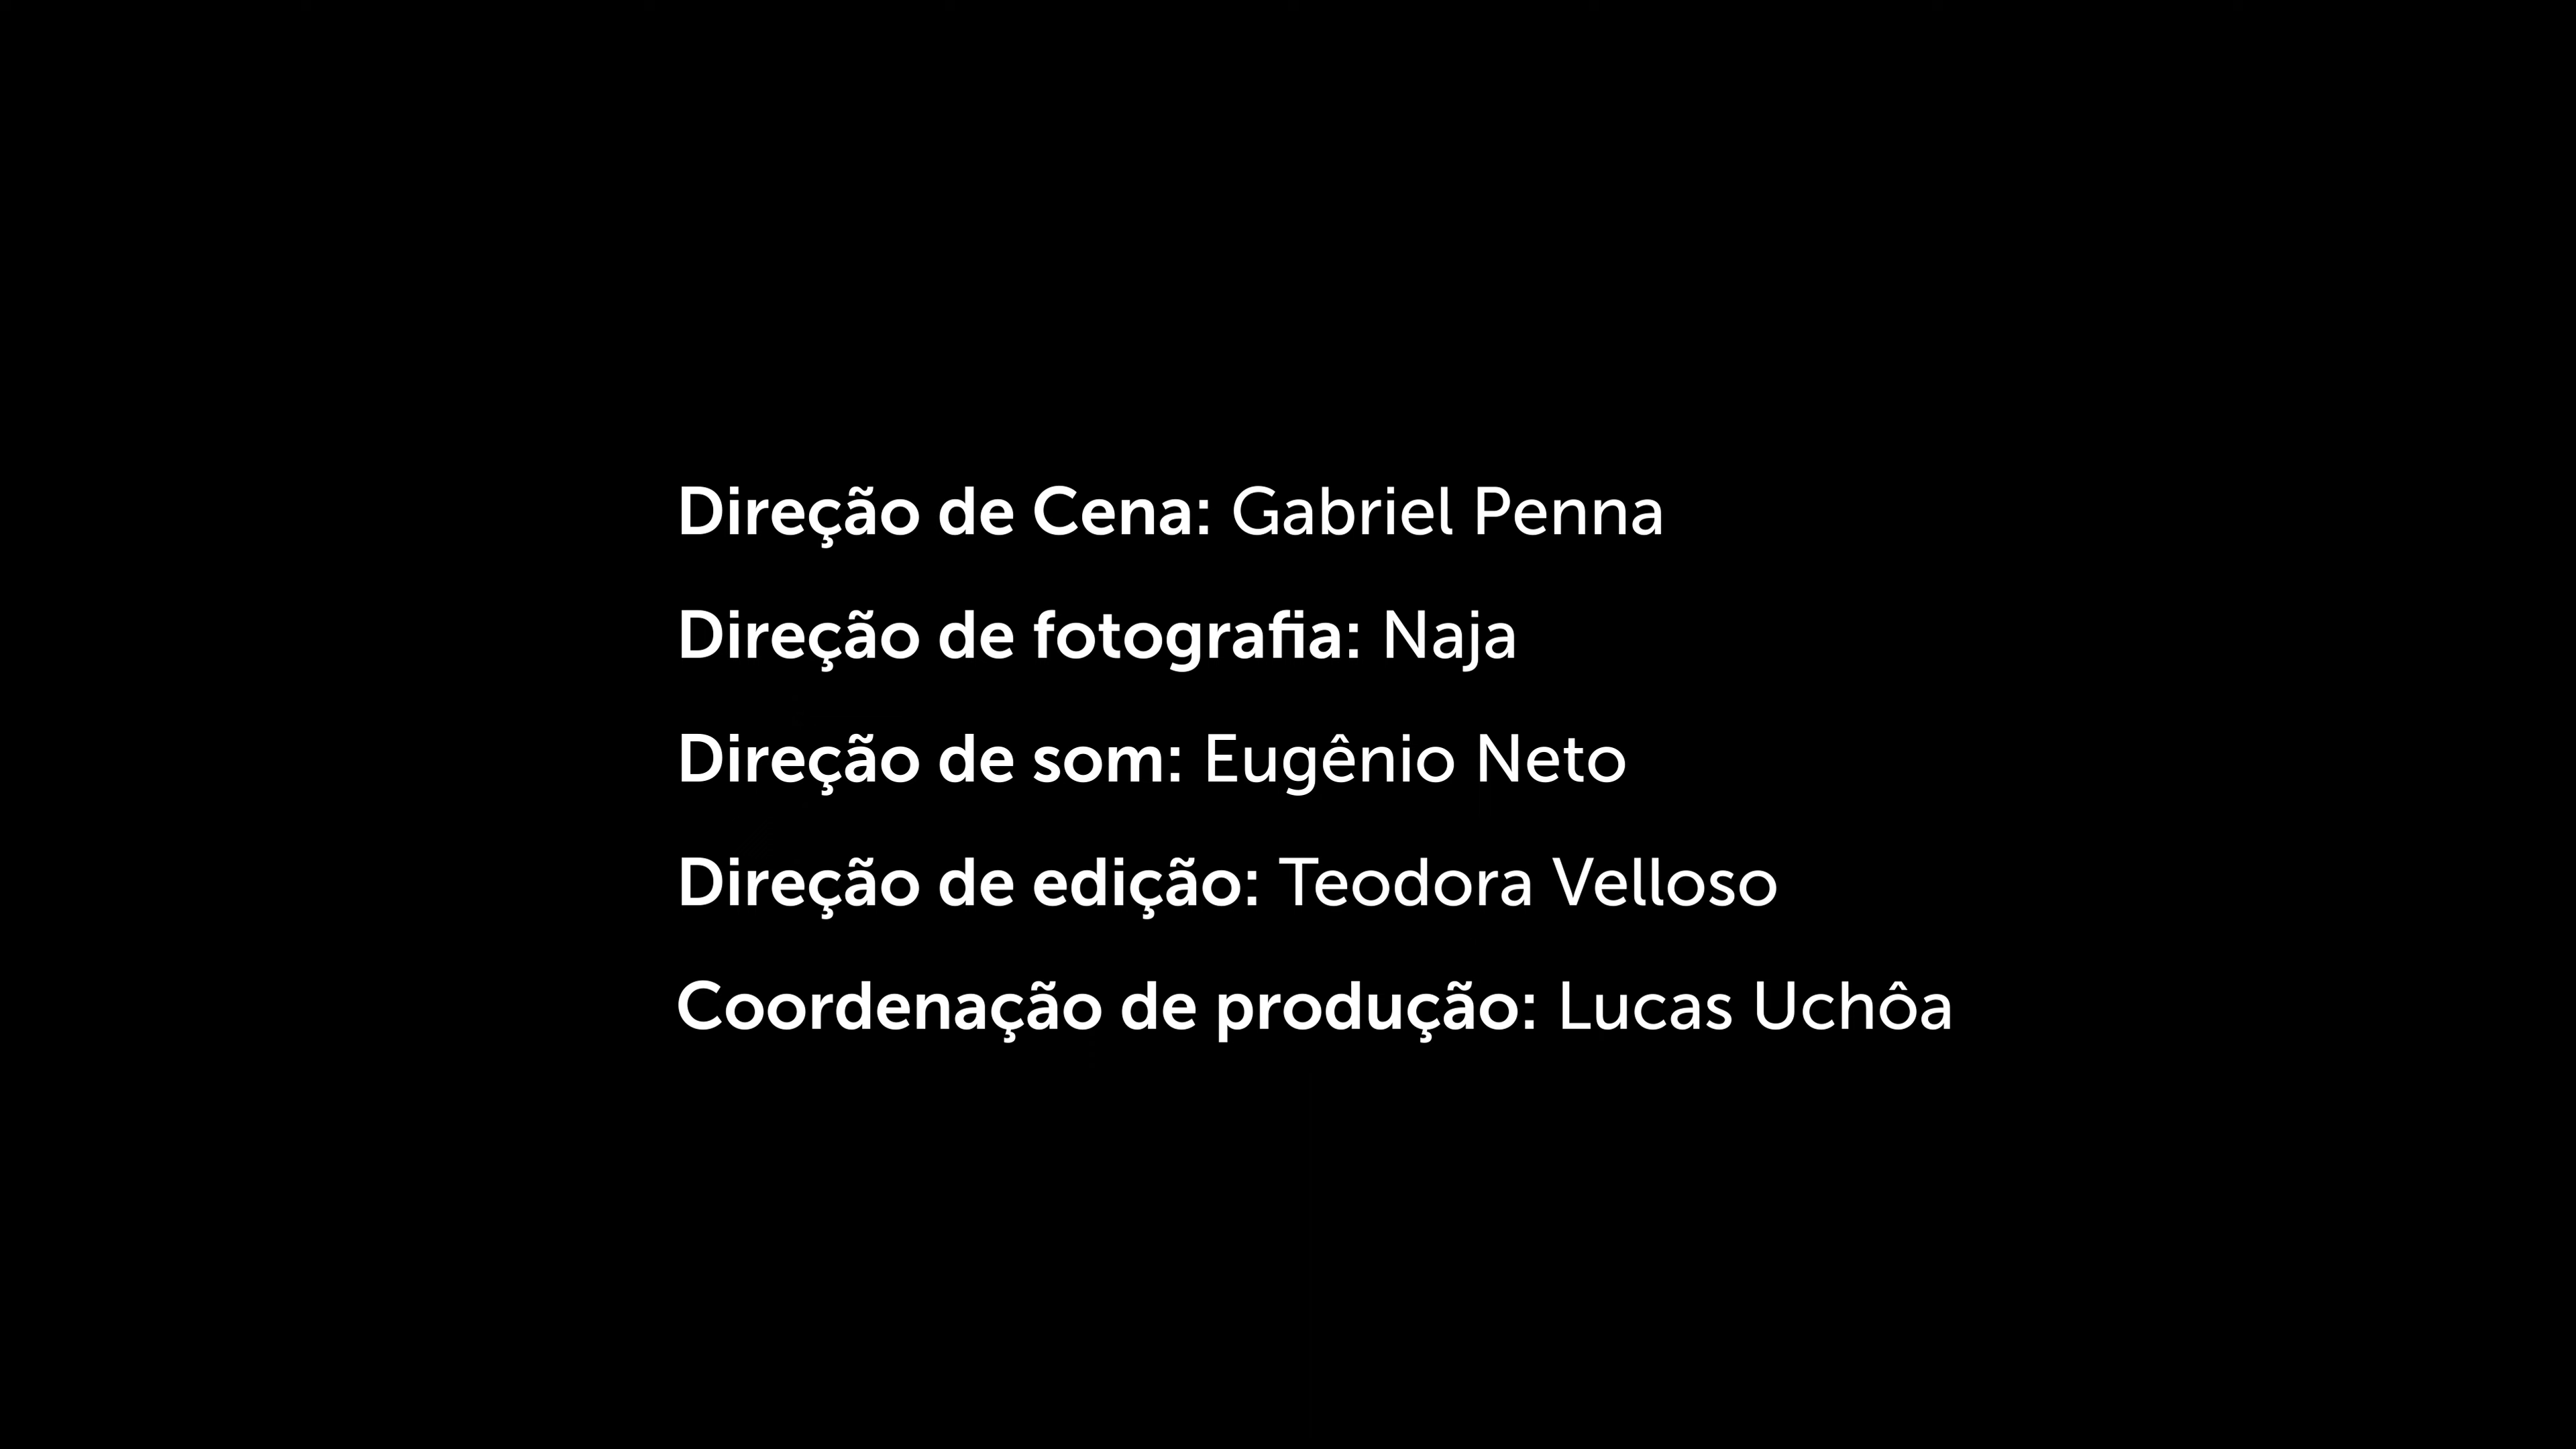 Direção de Cena: Gabriel Penna
Direção de fotografia: Naja
Direção de som: Eugênio Neto
Direção de edição: Teodora Velloso
Coordenação de produção: Lucas Uchôa